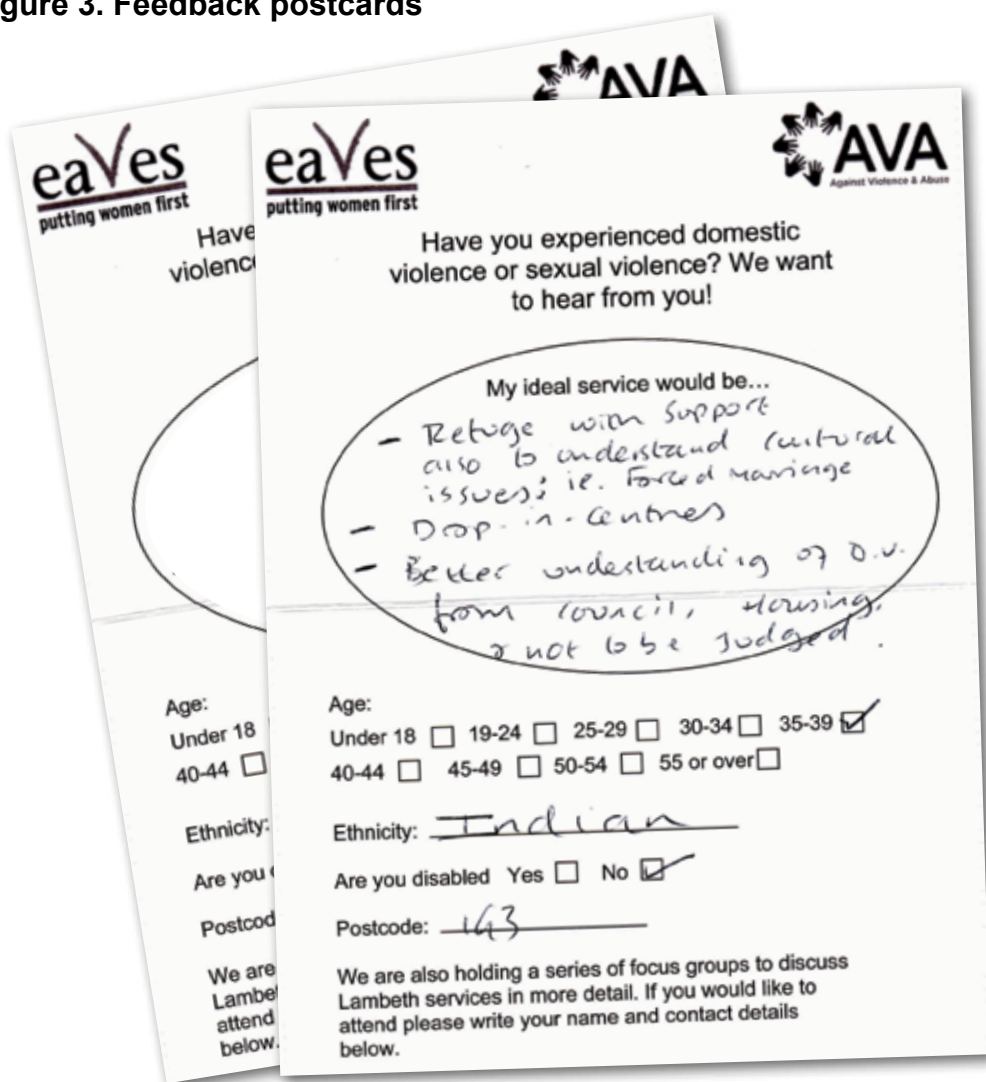 gure 3. Feedback postcards
eaVes
putting women first
AVA
Have
violenc
Age:
Under 18
40-44
Ethnicity:
Are you
Postcod
We are
Lambe
attend
below.
eaVes
putting women first
AVA
Against Violence & Abuse
Have you experienced domestic
violence or sexual violence? We want
to hear from you!
My ideal service would be...
- Refuge with support
also to understand cultural
issues; ie. Forced marriage
- Drop-in-Centres
- Better understanding of D.V.
from council, Housing,
not to be Judged.
Age:
Under 18 19-24 25-29 30-34 35-39
40-44 45-49 50-54 55 or over
Ethnicity: Indian
Are you disabled Yes No
Postcode: IG3
We are also holding a series of focus groups to discuss
Lambeth services in more detail. If you would like to
attend please write your name and contact details
below.